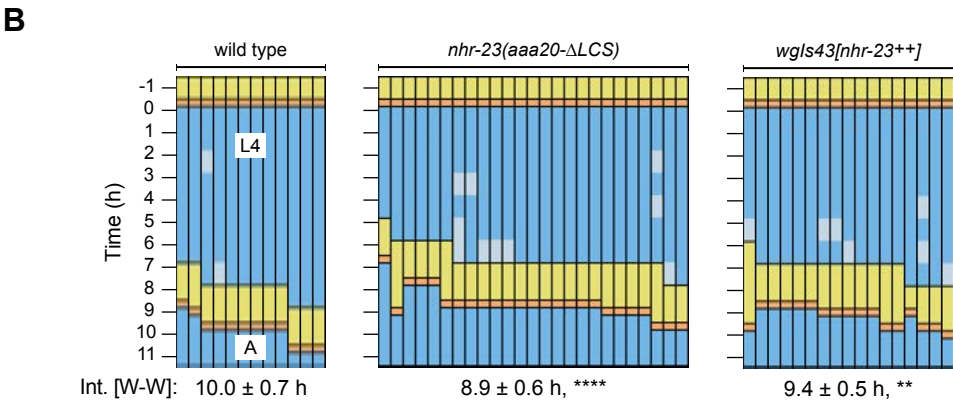 B
wild type
nhr-23(aaa20-ΔLCS)
wgIs43[nhr-23++]
Time (h)
-1
0
1
2
3
4
5
6
7
8
9
10
11
L4
A
Int. [W-W]: 10.0 ± 0.7 h
8.9 ± 0.6 h, ****
9.4 ± 0.5 h, **